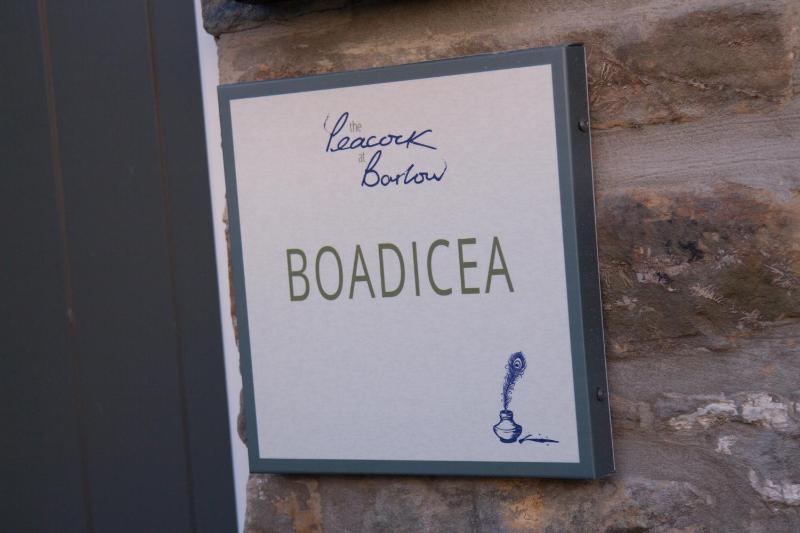 the
Peacock
at
Barlow
BOADICEA